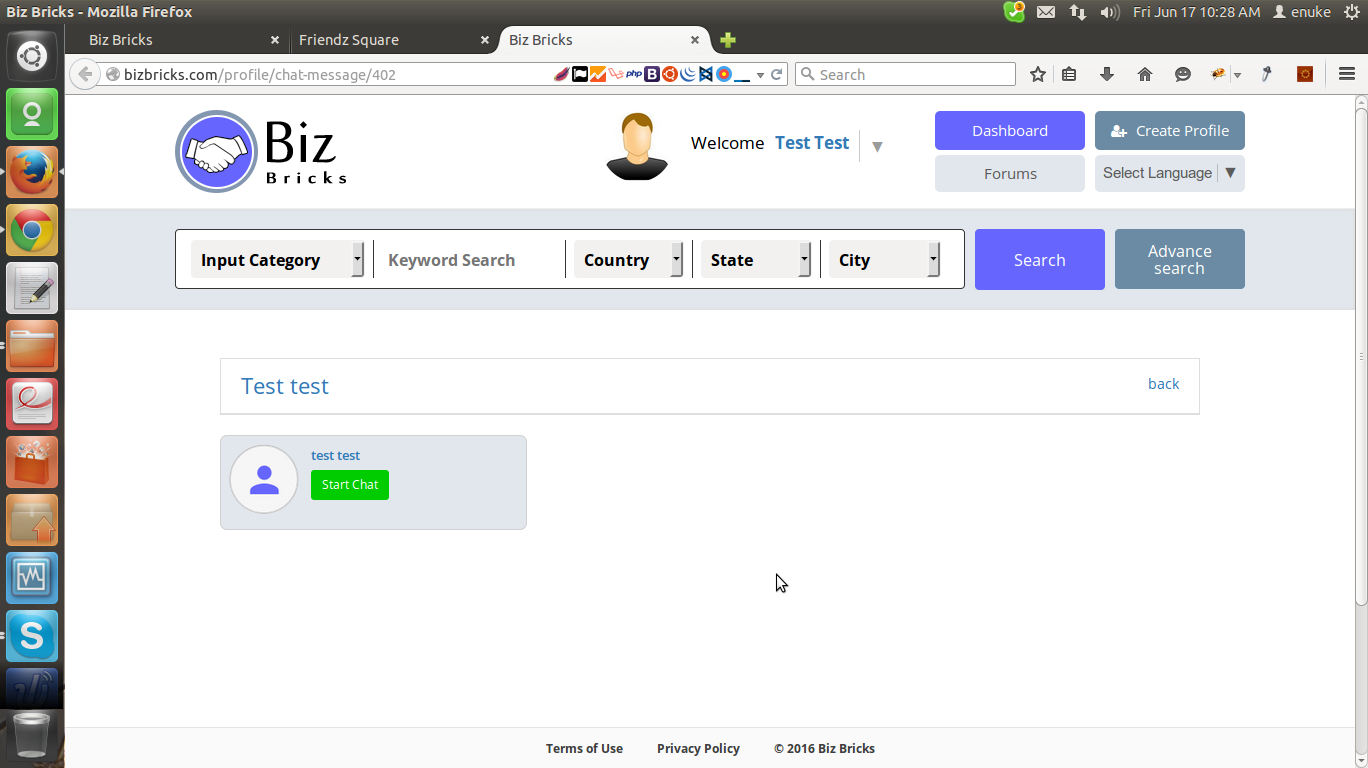 Biz Bricks - Mozilla Firefox
Fri Jun 17 10:28 AM
enuke
Biz Bricks
Friendz Square
Biz Bricks
bizbricks.com/profile/chat-message/402
php
Search
Biz
Bricks
Welcome Test Test
Dashboard
Create Profile
Forums
Select Language
Input Category
Keyword Search
Country
State
City
Search
Advance
search
Test test
back
test test
Start Chat
Terms of Use
Privacy Policy
© 2016 Biz Bricks